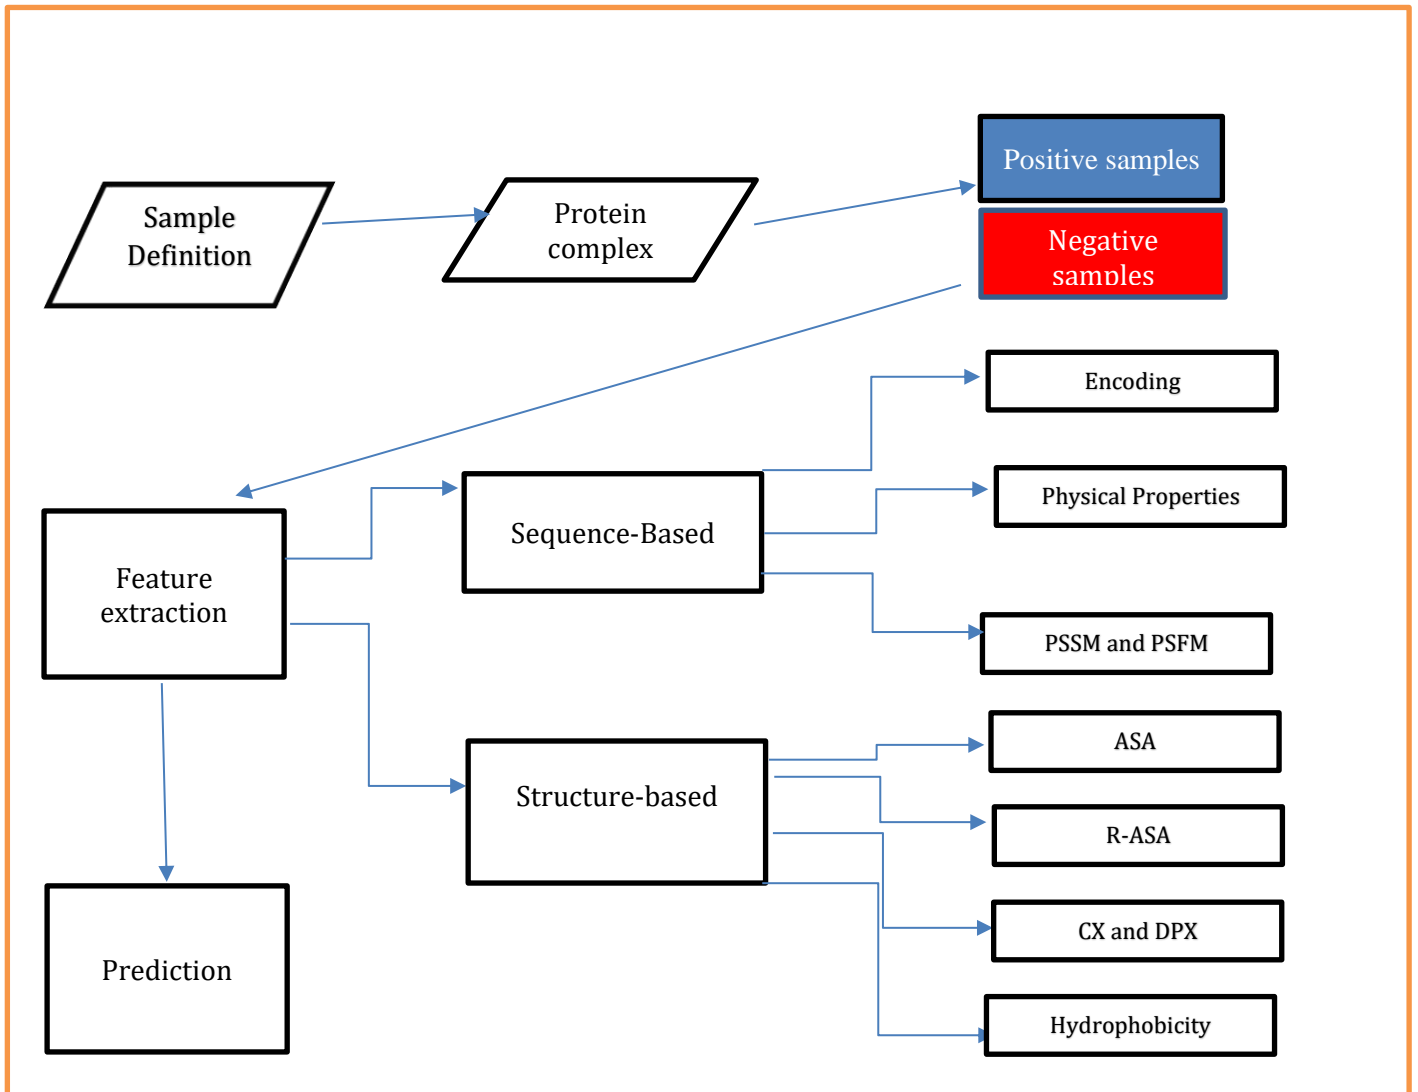 Positive samples
Sample
Definition
Protein
complex
Negative
samples
Encoding
Physical Properties
Sequence-Based
Feature
extraction
PSSM and PSFM
ASA
Structure-based
R-ASA
CX and DPX
Prediction
Hydrophobicity